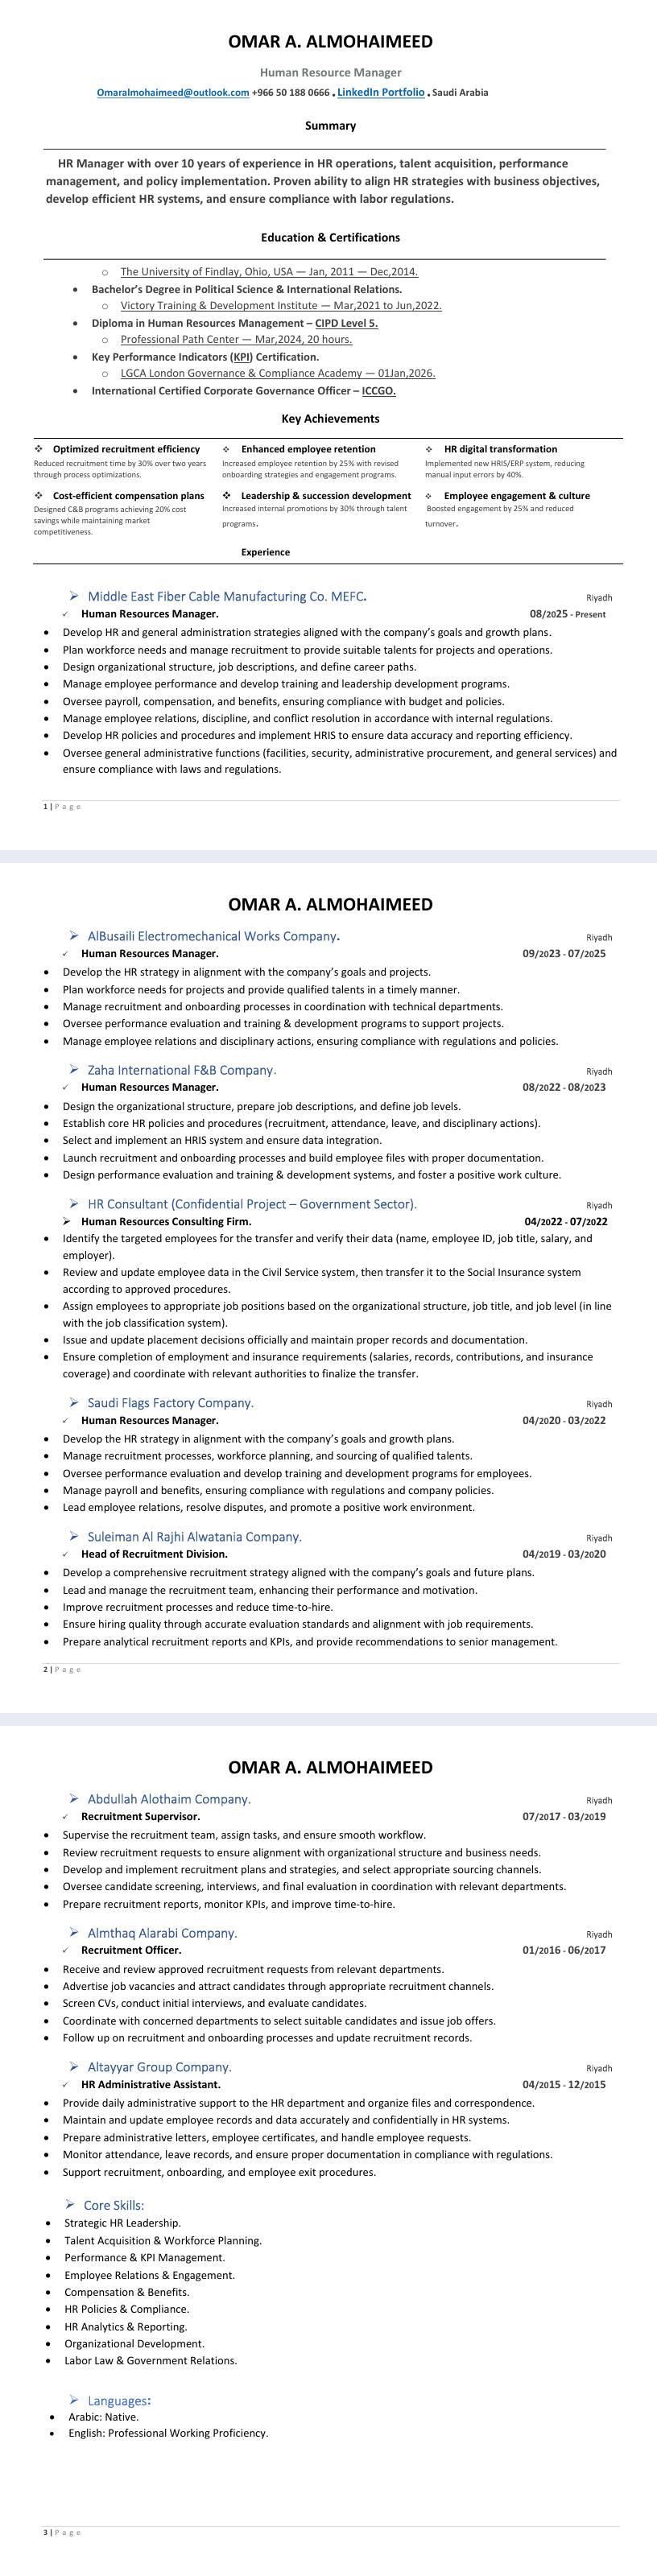 OMAR A. ALMOHAIMEED
Human Resource Manager
Omaralmohaimeed@outlook.com +966 50 188 0666 . LinkedIn Portfolio . Saudi Arabia
Summary
HR Manager with over 10 years of experience in HR operations, talent acquisition, performance
management, and policy implementation. Proven ability to align HR strategies with business objectives,
develop efficient HR systems, and ensure compliance with labor regulations.
Education & Certifications
o The University of Findlay, Ohio, USA — Jan, 2011 — Dec,2014.
• Bachelor's Degree in Political Science & International Relations.
o Victory Training & Development Institute — Mar,2021 to Jun,2022.
• Diploma in Human Resources Management – CIPD Level 5.
o Professional Path Center — Mar,2024, 20 hours.
• Key Performance Indicators (KPI) Certification.
o LGCA London Governance & Compliance Academy — 01Jan,2026.
• International Certified Corporate Governance Officer – ICCGO.
Key Achievements
❖ Optimized recruitment efficiency
Reduced recruitment time by 30% over two years
through process optimizations.
❖ Enhanced employee retention
Increased employee retention by 25% with revised
onboarding strategies and engagement programs.
❖ HR digital transformation
Implemented new HRIS/ERP system, reducing
manual input errors by 40%.
❖ Cost-efficient compensation plans
Designed C&B programs achieving 20% cost
savings while maintaining market
competitiveness.
❖ Leadership & succession development
Increased internal promotions by 30% through talent
programs.
❖ Employee engagement & culture
Boosted engagement by 25% and reduced
turnover.
Experience
➢ Middle East Fiber Cable Manufacturing Co. MEFC. Riyadh
✓ Human Resources Manager. 08/2025 - Present
• Develop HR and general administration strategies aligned with the company's goals and growth plans.
• Plan workforce needs and manage recruitment to provide suitable talents for projects and operations.
• Design organizational structure, job descriptions, and define career paths.
• Manage employee performance and develop training and leadership development programs.
• Oversee payroll, compensation, and benefits, ensuring compliance with budget and policies.
• Manage employee relations, discipline, and conflict resolution in accordance with internal regulations.
• Develop HR policies and procedures and implement HRIS to ensure data accuracy and reporting efficiency.
• Oversee general administrative functions (facilities, security, administrative procurement, and general services) and
ensure compliance with laws and regulations.
1 | P a g e
OMAR A. ALMOHAIMEED
➢ AlBusaili Electromechanical Works Company. Riyadh
✓ Human Resources Manager. 09/2023 - 07/2025
• Develop the HR strategy in alignment with the company's goals and projects.
• Plan workforce needs for projects and provide qualified talents in a timely manner.
• Manage recruitment and onboarding processes in coordination with technical departments.
• Oversee performance evaluation and training & development programs to support projects.
• Manage employee relations and disciplinary actions, ensuring compliance with regulations and policies.
➢ Zaha International F&B Company. Riyadh
✓ Human Resources Manager. 08/2022 - 08/2023
• Design the organizational structure, prepare job descriptions, and define job levels.
• Establish core HR policies and procedures (recruitment, attendance, leave, and disciplinary actions).
• Select and implement an HRIS system and ensure data integration.
• Launch recruitment and onboarding processes and build employee files with proper documentation.
• Design performance evaluation and training & development systems, and foster a positive work culture.
➢ HR Consultant (Confidential Project – Government Sector). Riyadh
➢ Human Resources Consulting Firm. 04/2022 - 07/2022
• Identify the targeted employees for the transfer and verify their data (name, employee ID, job title, salary, and
employer).
• Review and update employee data in the Civil Service system, then transfer it to the Social Insurance system
according to approved procedures.
• Assign employees to appropriate job positions based on the organizational structure, job title, and job level (in line
with the job classification system).
• Issue and update placement decisions officially and maintain proper records and documentation.
• Ensure completion of employment and insurance requirements (salaries, records, contributions, and insurance
coverage) and coordinate with relevant authorities to finalize the transfer.
➢ Saudi Flags Factory Company. Riyadh
✓ Human Resources Manager. 04/2020 - 03/2022
• Develop the HR strategy in alignment with the company's goals and growth plans.
• Manage recruitment processes, workforce planning, and sourcing of qualified talents.
• Oversee performance evaluation and develop training and development programs for employees.
• Manage payroll and benefits, ensuring compliance with regulations and company policies.
• Lead employee relations, resolve disputes, and promote a positive work environment.
➢ Suleiman Al Rajhi Alwatania Company. Riyadh
✓ Head of Recruitment Division. 04/2019 - 03/2020
• Develop a comprehensive recruitment strategy aligned with the company's goals and future plans.
• Lead and manage the recruitment team, enhancing their performance and motivation.
• Improve recruitment processes and reduce time-to-hire.
• Ensure hiring quality through accurate evaluation standards and alignment with job requirements.
• Prepare analytical recruitment reports and KPIs, and provide recommendations to senior management.
2 | P a g e
OMAR A. ALMOHAIMEED
➢ Abdullah Alothaim Company. Riyadh
✓ Recruitment Supervisor. 07/2017 - 03/2019
• Supervise the recruitment team, assign tasks, and ensure smooth workflow.
• Review recruitment requests to ensure alignment with organizational structure and business needs.
• Develop and implement recruitment plans and strategies, and select appropriate sourcing channels.
• Oversee candidate screening, interviews, and final evaluation in coordination with relevant departments.
• Prepare recruitment reports, monitor KPIs, and improve time-to-hire.
➢ Almthaq Alarabi Company. Riyadh
✓ Recruitment Officer. 01/2016 - 06/2017
• Receive and review approved recruitment requests from relevant departments.
• Advertise job vacancies and attract candidates through appropriate recruitment channels.
• Screen CVs, conduct initial interviews, and evaluate candidates.
• Coordinate with concerned departments to select suitable candidates and issue job offers.
• Follow up on recruitment and onboarding processes and update recruitment records.
➢ Altayyar Group Company. Riyadh
✓ HR Administrative Assistant. 04/2015 - 12/2015
• Provide daily administrative support to the HR department and organize files and correspondence.
• Maintain and update employee records and data accurately and confidentially in HR systems.
• Prepare administrative letters, employee certificates, and handle employee requests.
• Monitor attendance, leave records, and ensure proper documentation in compliance with regulations.
• Support recruitment, onboarding, and employee exit procedures.
➢ Core Skills:
• Strategic HR Leadership.
• Talent Acquisition & Workforce Planning.
• Performance & KPI Management.
• Employee Relations & Engagement.
• Compensation & Benefits.
• HR Policies & Compliance.
• HR Analytics & Reporting.
• Organizational Development.
• Labor Law & Government Relations.
➢ Languages:
• Arabic: Native.
• English: Professional Working Proficiency.
3 | P a g e